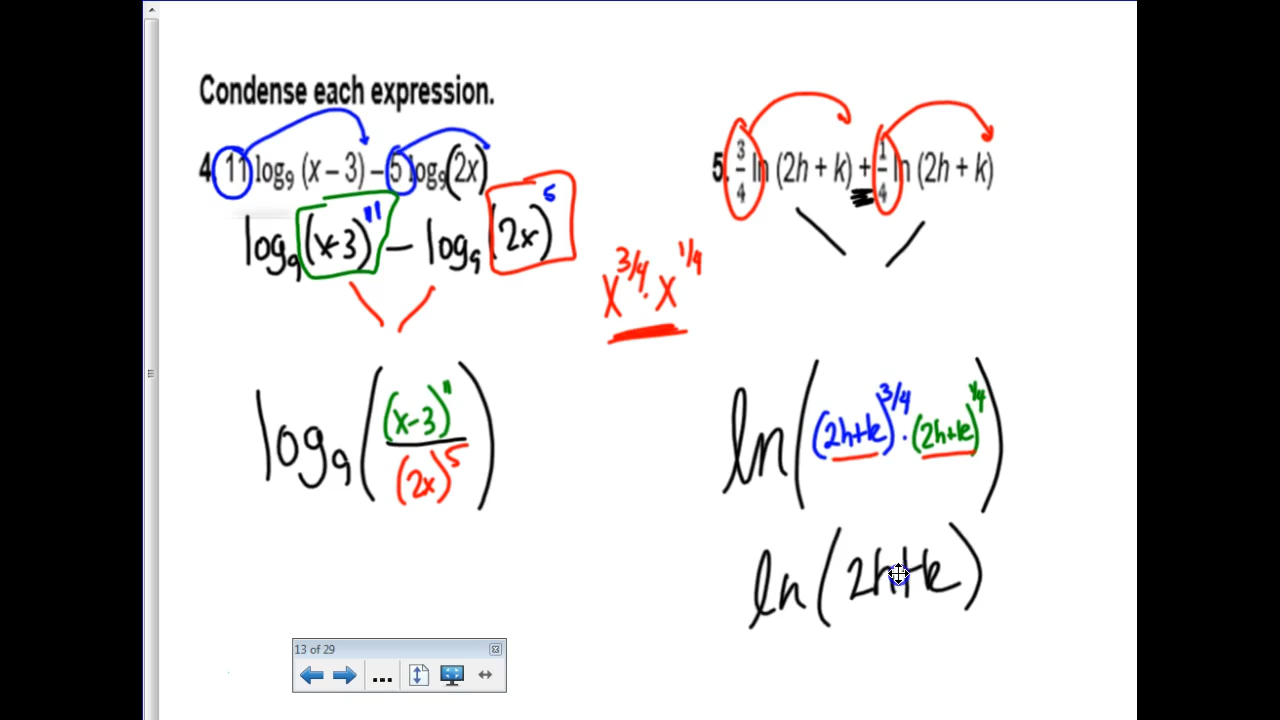 Condense each expression.
4. 11 log₉ (x – 3) – 5 log₉(2x)
log₉(x-3)¹¹ – log₉(2x)⁵
log₉((x-3)¹¹/(2x)⁵)
5. 3/4 ln (2h + k) + 1/4 ln (2h + k)
x^3/4 · x^1/4
ln((2h+k)^3/4 · (2h+k)^1/4)
ln(2h+k)
13 of 29
...